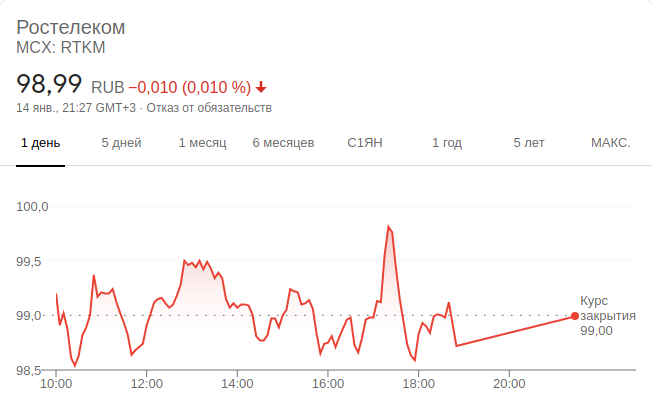 Ростелеком
MCX: RTKM
98,99 RUB −0,010 (0,010 %)
14 янв., 21:27 GMT+3 · Отказ от обязательств
1 день 5 дней 1 месяц 6 месяцев С1ЯН 1 год 5 лет МАКС.
100,0
99,5
99,0
98,5
Курс
закрытия
99,00
10:00 12:00 14:00 16:00 18:00 20:00